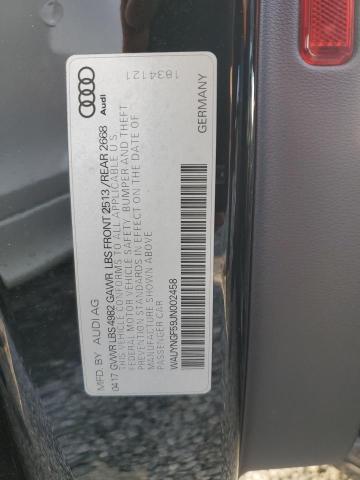 MFD. BY AUDI AG
0417 GVWR LBS 4982 GAWR LBS FRONT 2513 / REAR 2668
THIS VEHICLE CONFORMS TO ALL APPLICABLE U.S.
FEDERAL MOTOR VEHICLE SAFETY, BUMPER AND THEFT
PREVENTION STANDARDS IN EFFECT ON THE DATE OF
MANUFACTURE SHOWN ABOVE.
PASSENGER CAR
WAUYNGF59JN002458
GERMANY
Audi
1834121